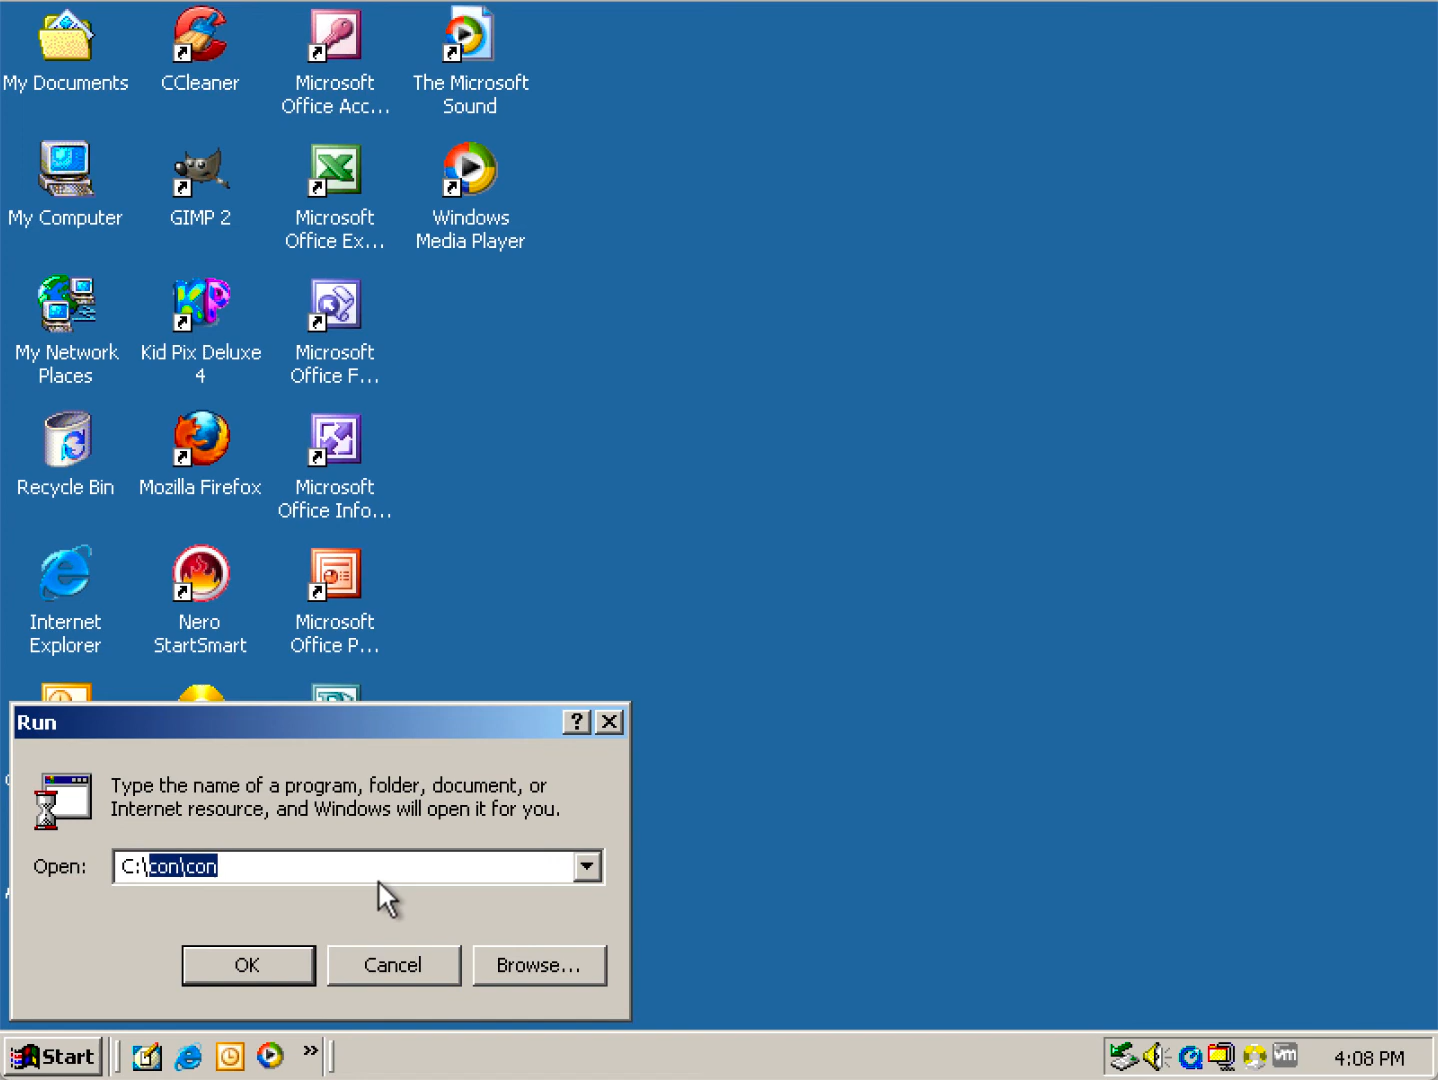 My Documents
CCleaner
Microsoft
Office Acc...
The Microsoft
Sound
My Computer
GIMP 2
Microsoft
Office Ex...
Windows
Media Player
My Network
Places
Kid Pix Deluxe
4
Microsoft
Office F...
Recycle Bin
Mozilla Firefox
Microsoft
Office Info...
Internet
Explorer
Nero
StartSmart
Microsoft
Office P...
Run
Type the name of a program, folder, document, or
Internet resource, and Windows will open it for you.
Open:
C:\con\con
OK
Cancel
Browse...
Start
vm
4:08 PM